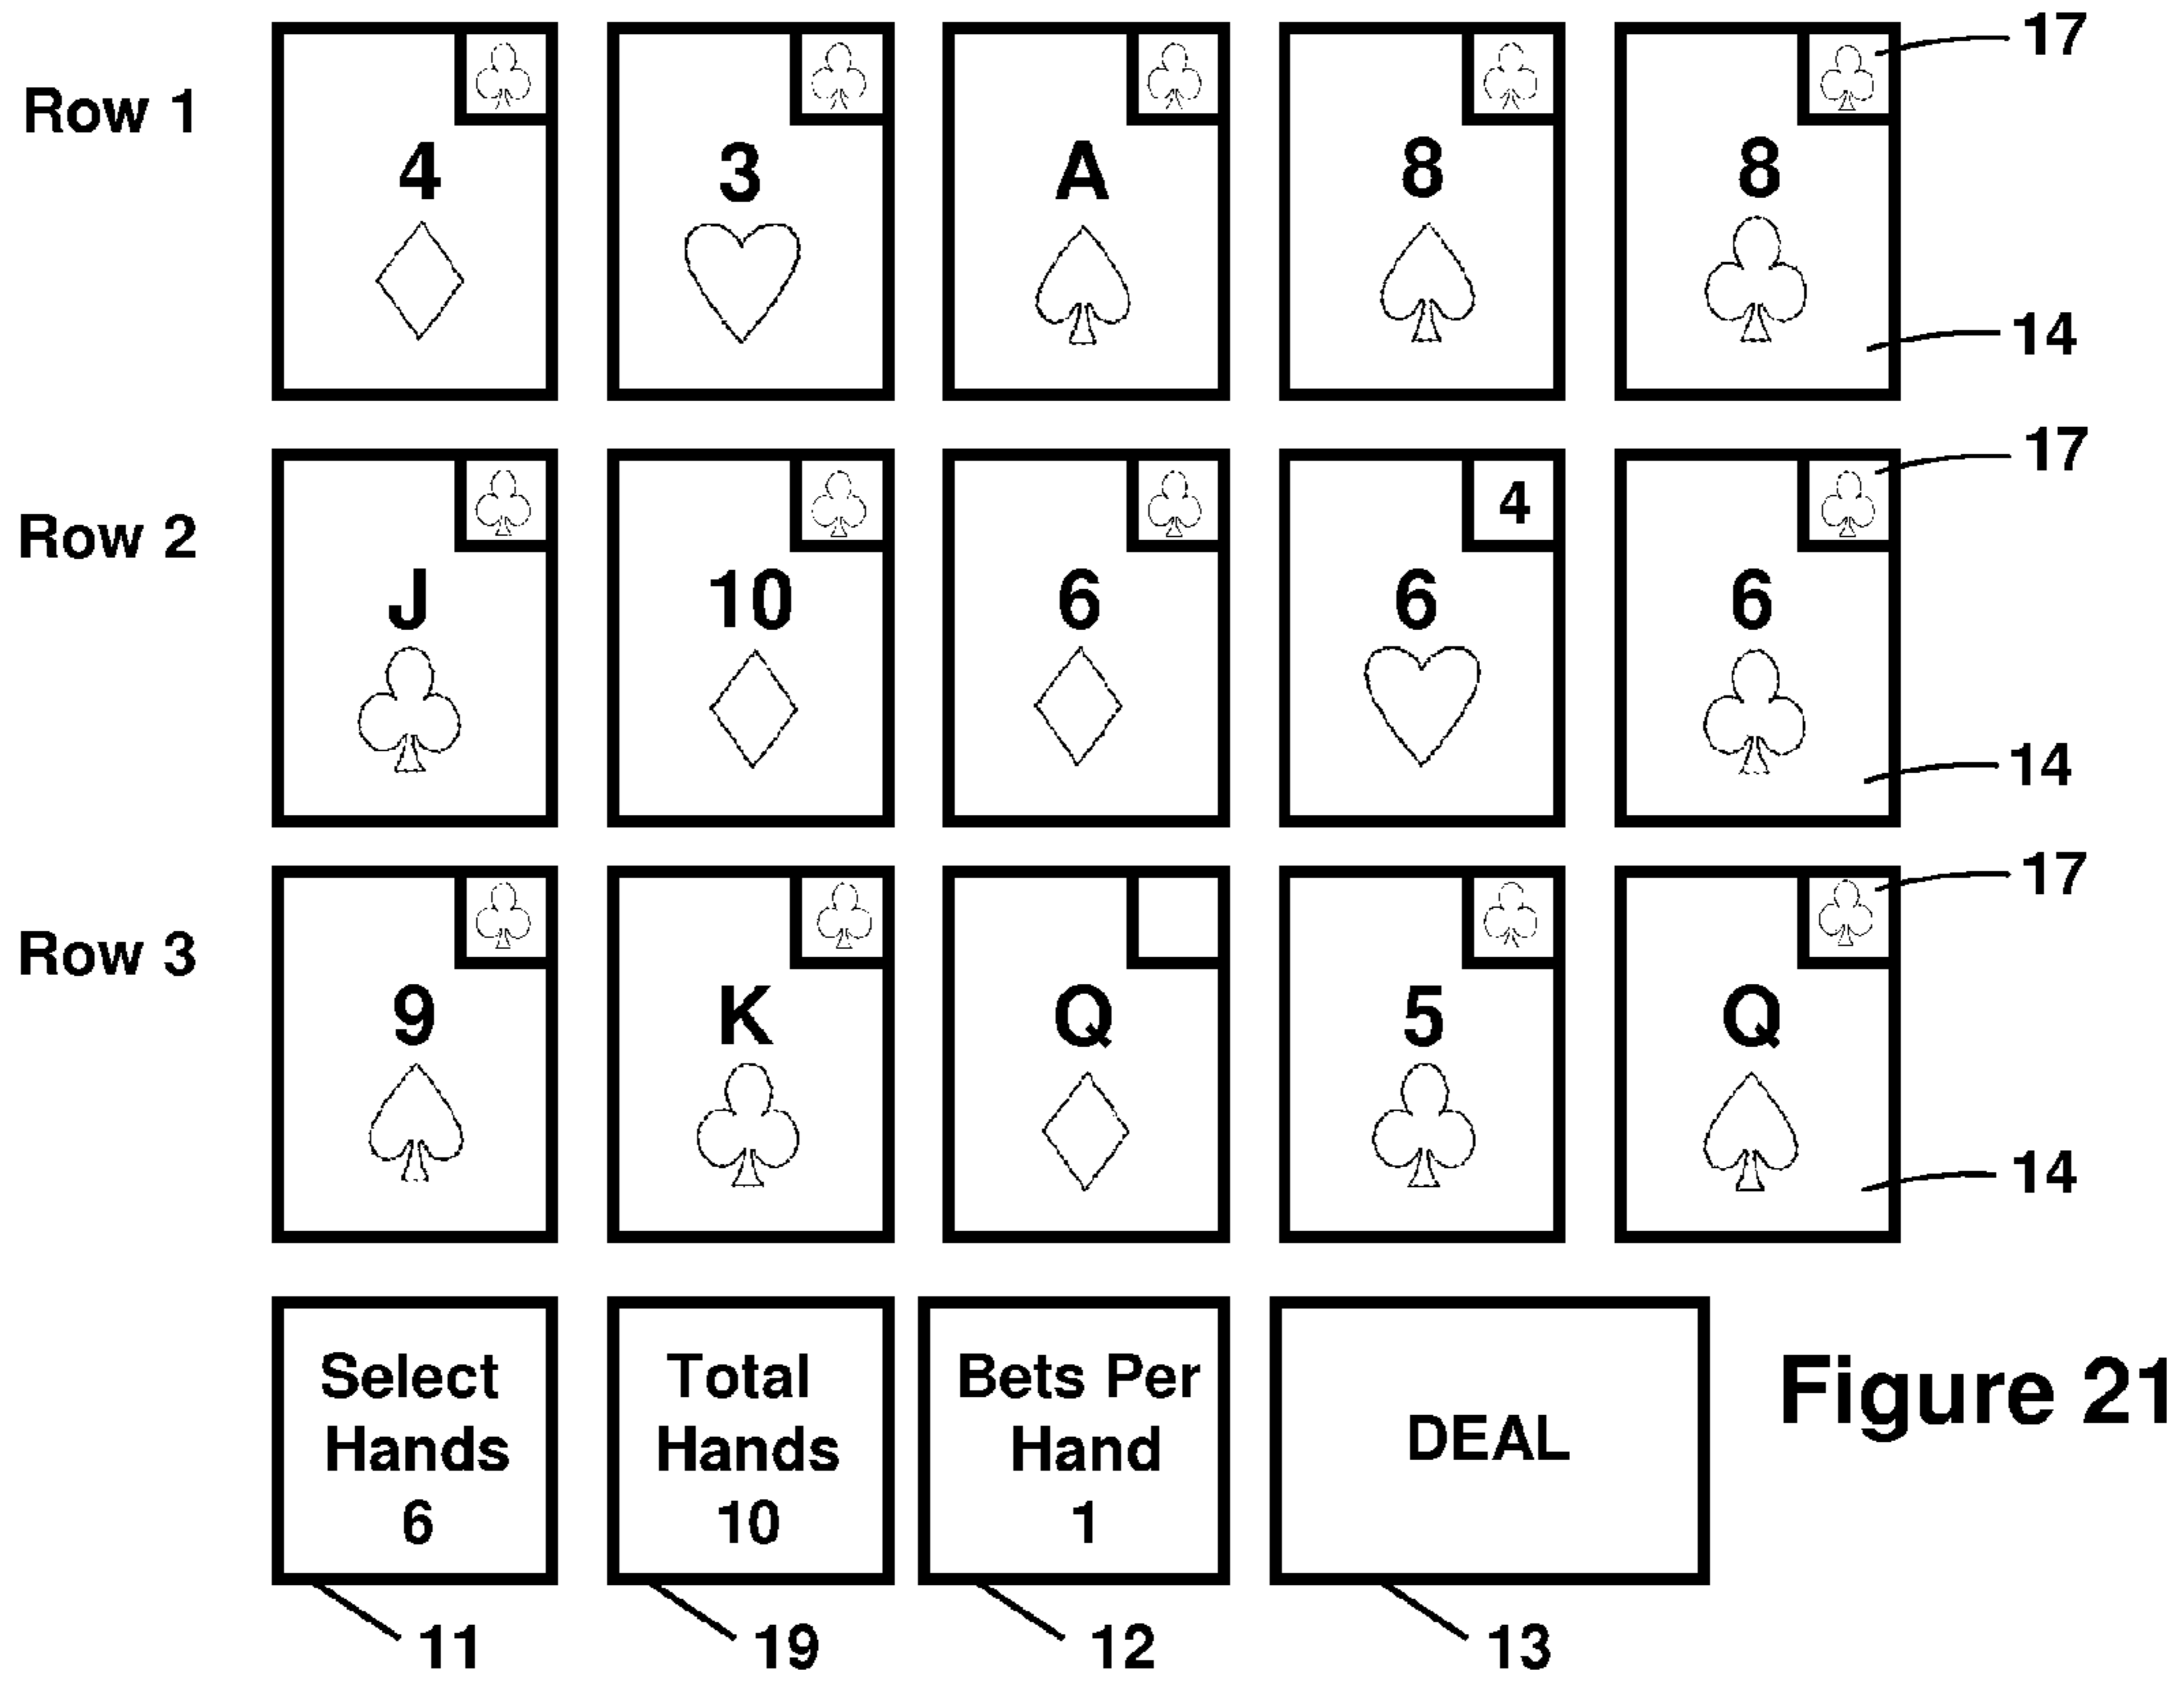 17
Row 1
4 3 A 8 8
14
17
4
Row 2
J 10 6 6 6
14
17
Row 3
9 K Q 5 Q
14
Select Hands 6
Total Hands 10
Bets Per Hand 1
DEAL
Figure 21
11 19 12 13